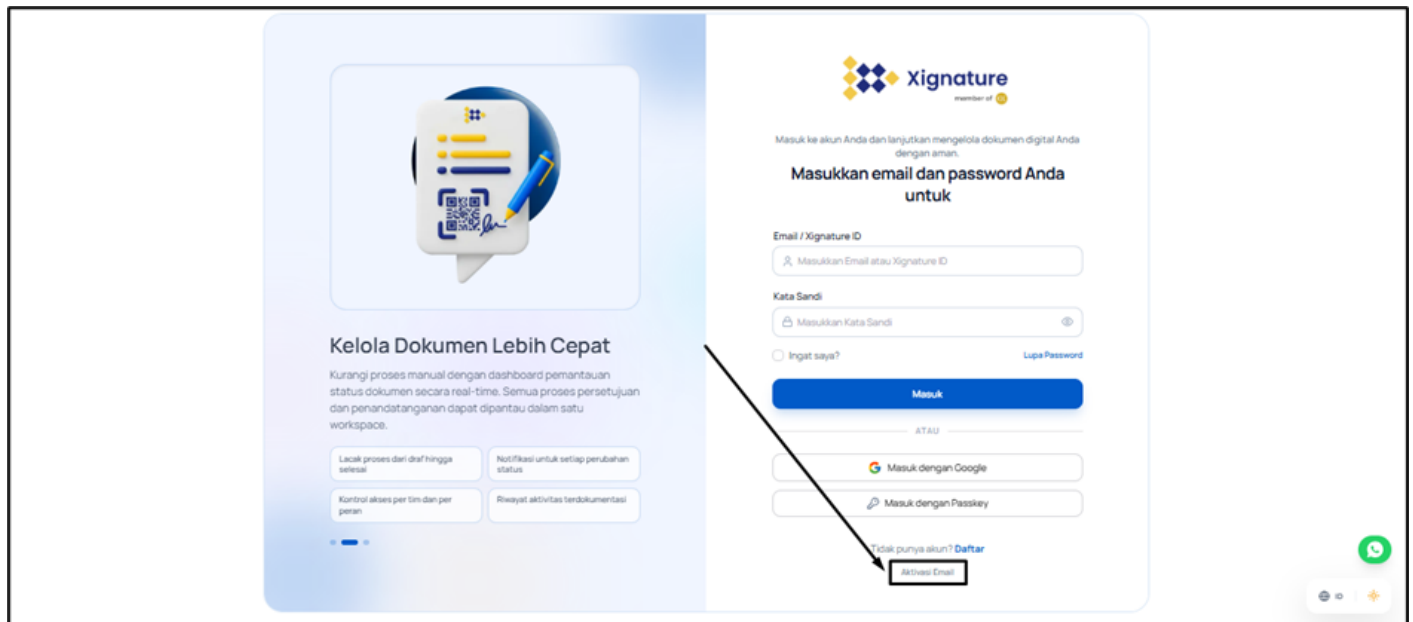 Xignature
member of
Masuk ke akun Anda dan lanjutkan mengelola dokumen digital Anda
dengan aman.
Masukkan email dan password Anda
untuk
Email / Xignature ID
Masukkan Email atau Xignature ID
Kata Sandi
Masukkan Kata Sandi
Ingat saya?
Lupa Password
Masuk
ATAU
Masuk dengan Google
Masuk dengan Passkey
Tidak punya akun? Daftar
Aktivasi Email
Kelola Dokumen Lebih Cepat
Kurangi proses manual dengan dashboard pemantauan
status dokumen secara real-time. Semua proses persetujuan
dan penandatanganan dapat dipantau dalam satu
workspace.
Lacak proses dari draf hingga
selesai
Notifikasi untuk setiap perubahan
status
Kontrol akses per tim dan per
peran
Riwayat aktivitas terdokumentasi
ID